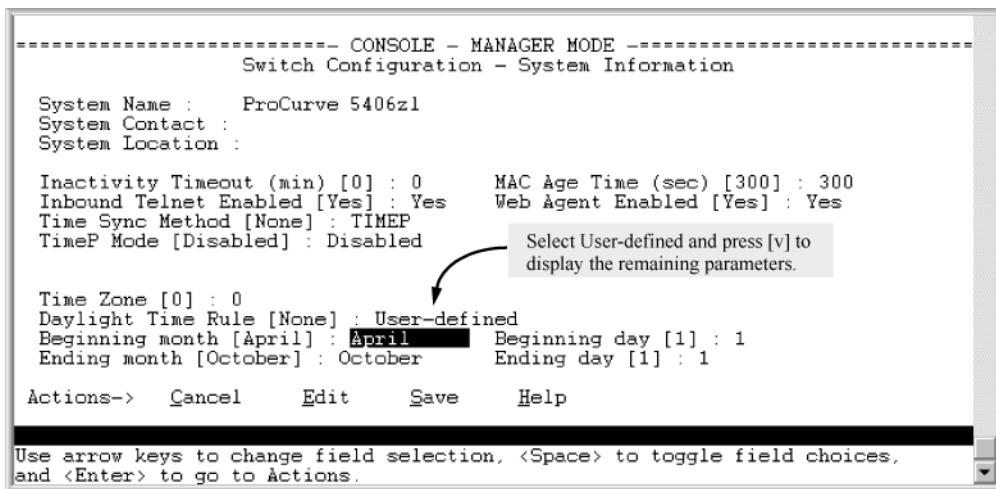 ===========================- CONSOLE - MANAGER MODE -============================
Switch Configuration - System Information
System Name : ProCurve 5406zl
System Contact :
System Location :
Inactivity Timeout (min) [0] : 0 MAC Age Time (sec) [300] : 300
Inbound Telnet Enabled [Yes] : Yes Web Agent Enabled [Yes] : Yes
Time Sync Method [None] : TIMEP
TimeP Mode [Disabled] : Disabled
Select User-defined and press [v] to
display the remaining parameters.
Time Zone [0] : 0
Daylight Time Rule [None] : User-defined
Beginning month [April] : April Beginning day [1] : 1
Ending month [October] : October Ending day [1] : 1
Actions-> Cancel Edit Save Help
Use arrow keys to change field selection, <Space> to toggle field choices,
and <Enter> to go to Actions.